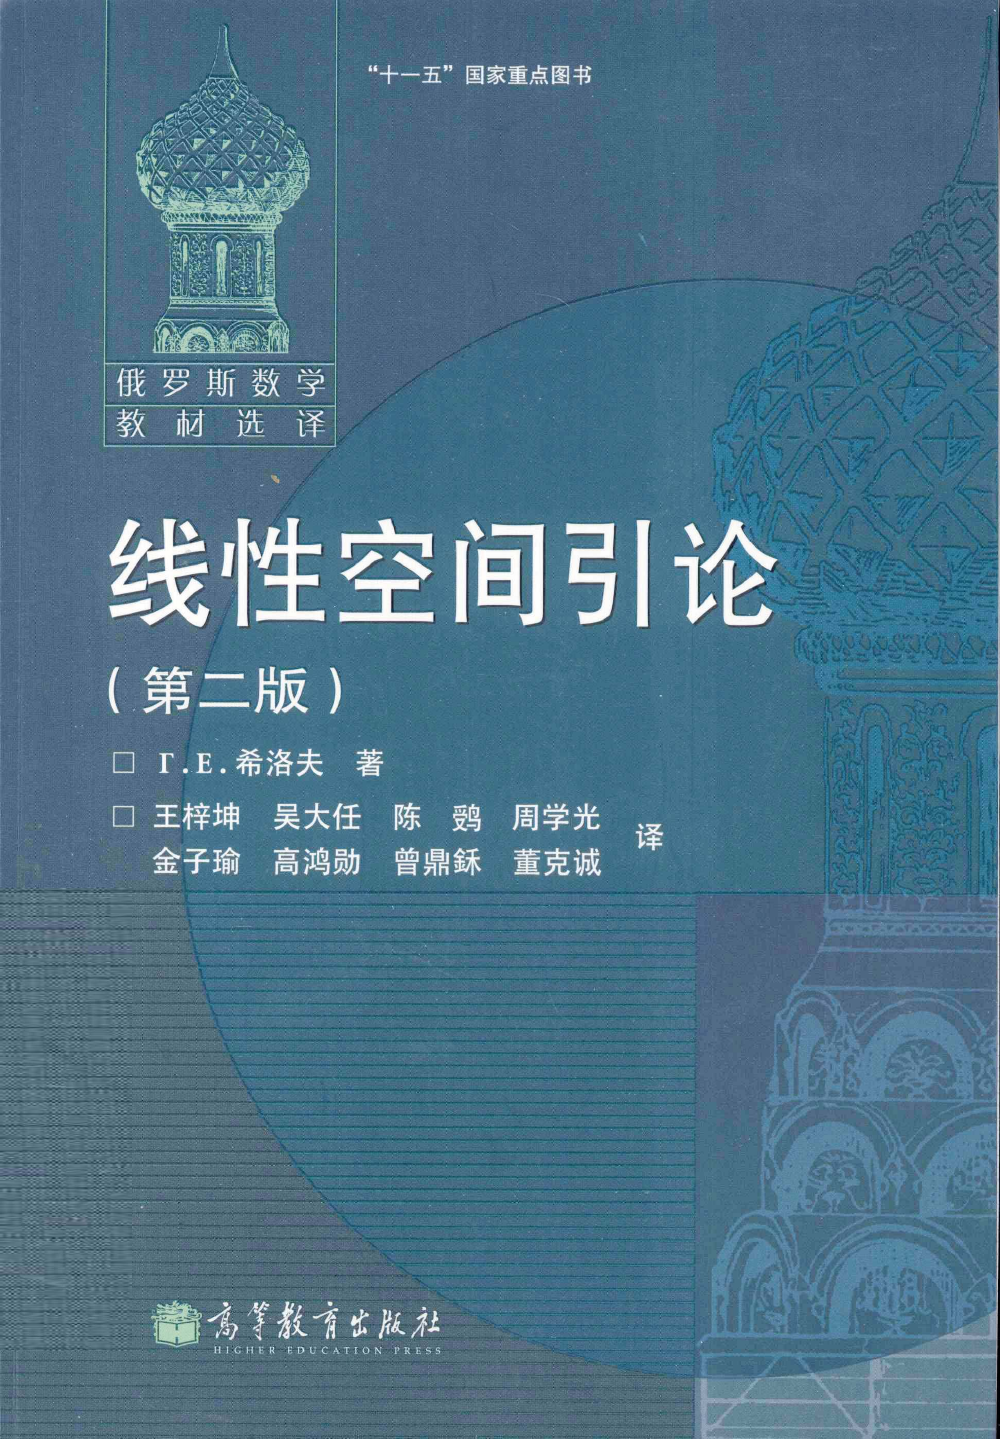 “十一五”国家重点图书
俄罗斯数学
教材选译
线性空间引论
（第二版）
□ Г.Е.希洛夫 著
□ 王梓坤 吴大任 陈 鹀 周学光 译
金子瑜 高鸿勋 曾鼎鉌 董克诚
高等教育出版社
HIGHER EDUCATION PRESS